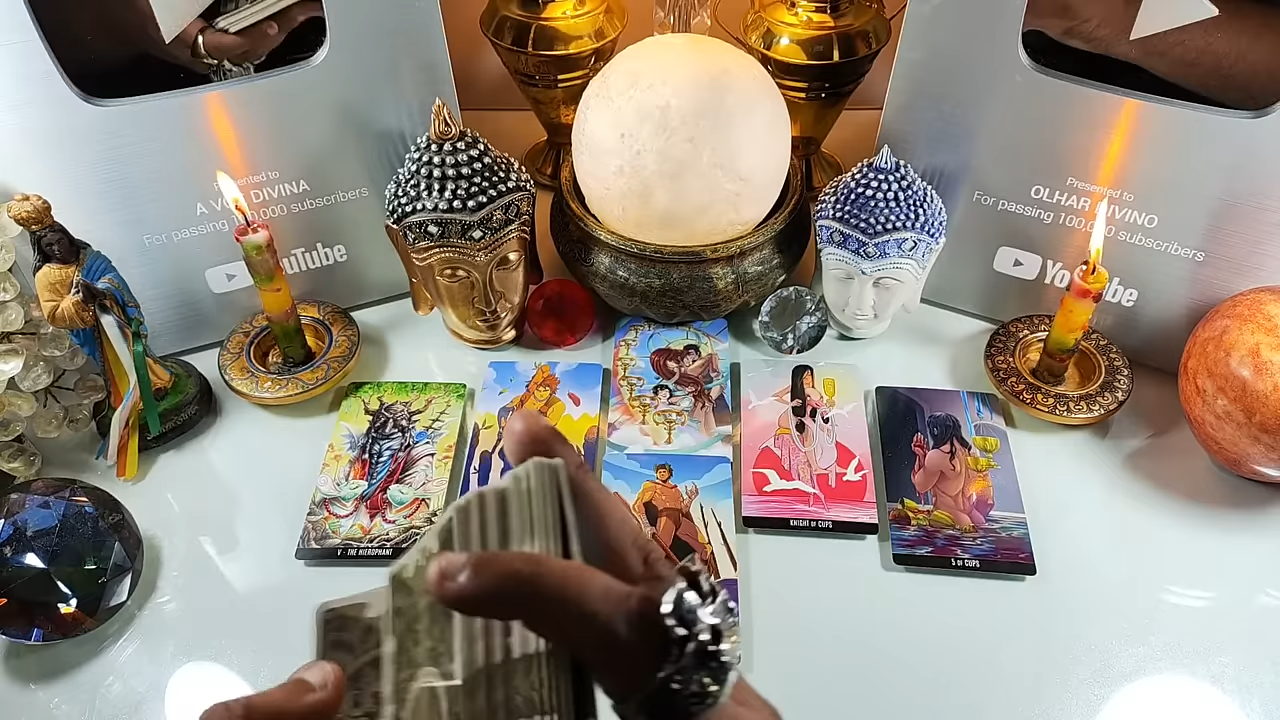 Presented to
A VOZ DIVINA
For passing 100,000 subscribers
YouTube
Presented to
OLHAR DIVINO
For passing 100,000 subscribers
YouTube
V - THE HIEROPHANT
KNIGHT OF CUPS
5 OF CUPS